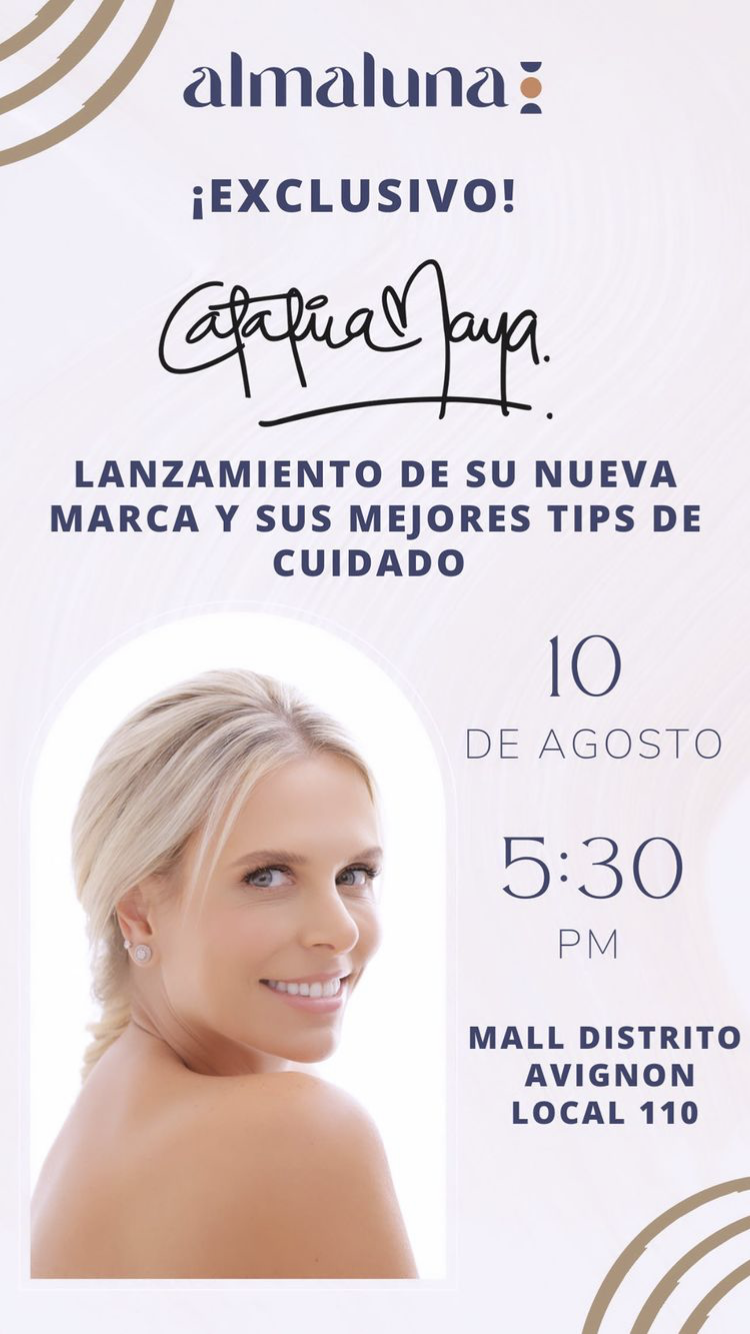 almaluna
¡EXCLUSIVO!
Catalina Maya.
LANZAMIENTO DE SU NUEVA
MARCA Y SUS MEJORES TIPS DE
CUIDADO
10
DE AGOSTO
5:30
PM
MALL DISTRITO
AVIGNON
LOCAL 110